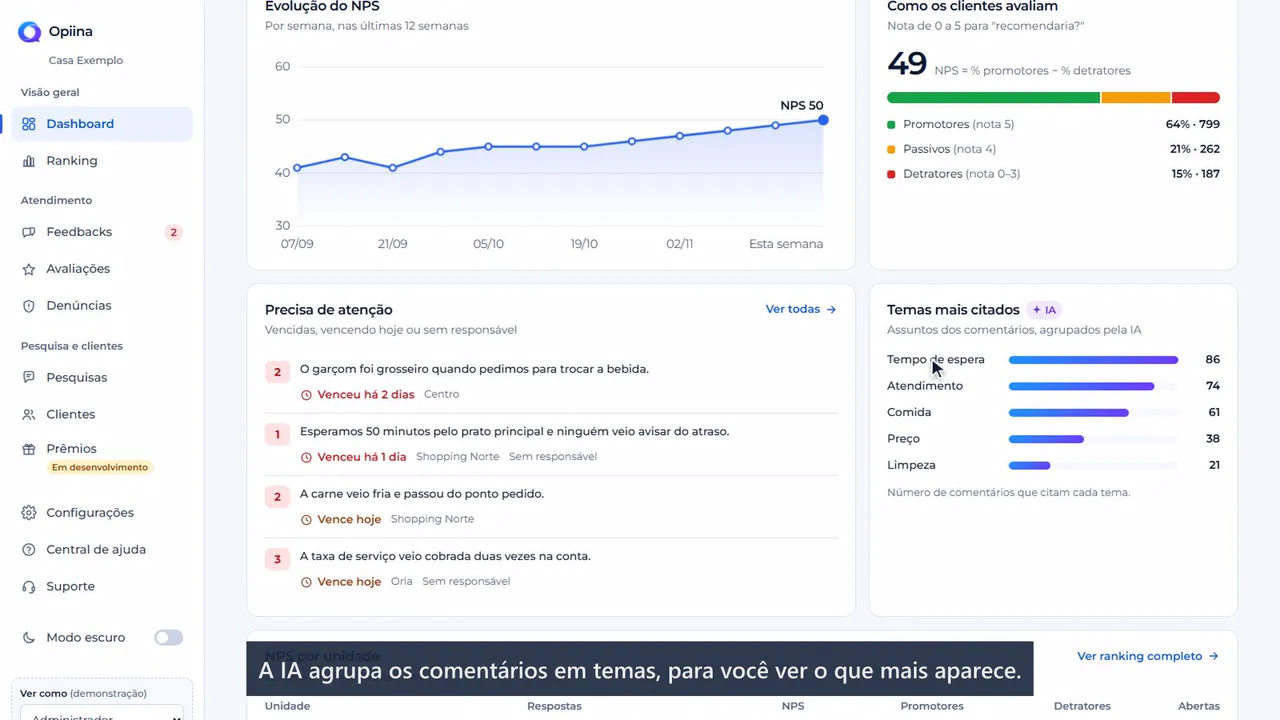 Opiina
Casa Exemplo
Visão geral
Dashboard
Ranking
Atendimento
Feedbacks 2
Avaliações
Denúncias
Pesquisa e clientes
Pesquisas
Clientes
Prêmios
Em desenvolvimento
Configurações
Central de ajuda
Suporte
Modo escuro
Ver como (demonstração)
Administrador
Evolução do NPS
Por semana, nas últimas 12 semanas
60
50
40
30
NPS 50
07/09 21/09 05/10 19/10 02/11 Esta semana
Como os clientes avaliam
Nota de 0 a 5 para "recomendaria?"
49 NPS = % promotores − % detratores
Promotores (nota 5) 64% · 799
Passivos (nota 4) 21% · 262
Detratores (nota 0–3) 15% · 187
Precisa de atenção Ver todas →
Vencidas, vencendo hoje ou sem responsável
2 O garçom foi grosseiro quando pedimos para trocar a bebida.
Venceu há 2 dias Centro
1 Esperamos 50 minutos pelo prato principal e ninguém veio avisar do atraso.
Venceu há 1 dia Shopping Norte Sem responsável
2 A carne veio fria e passou do ponto pedido.
Vence hoje Shopping Norte
3 A taxa de serviço veio cobrada duas vezes na conta.
Vence hoje Orla Sem responsável
Temas mais citados IA
Assuntos dos comentários, agrupados pela IA
Tempo de espera 86
Atendimento 74
Comida 61
Preço 38
Limpeza 21
Número de comentários que citam cada tema.
NPS por unidade Ver ranking completo →
A IA agrupa os comentários em temas, para você ver o que mais aparece.
Unidade Respostas NPS Promotores Detratores Abertas